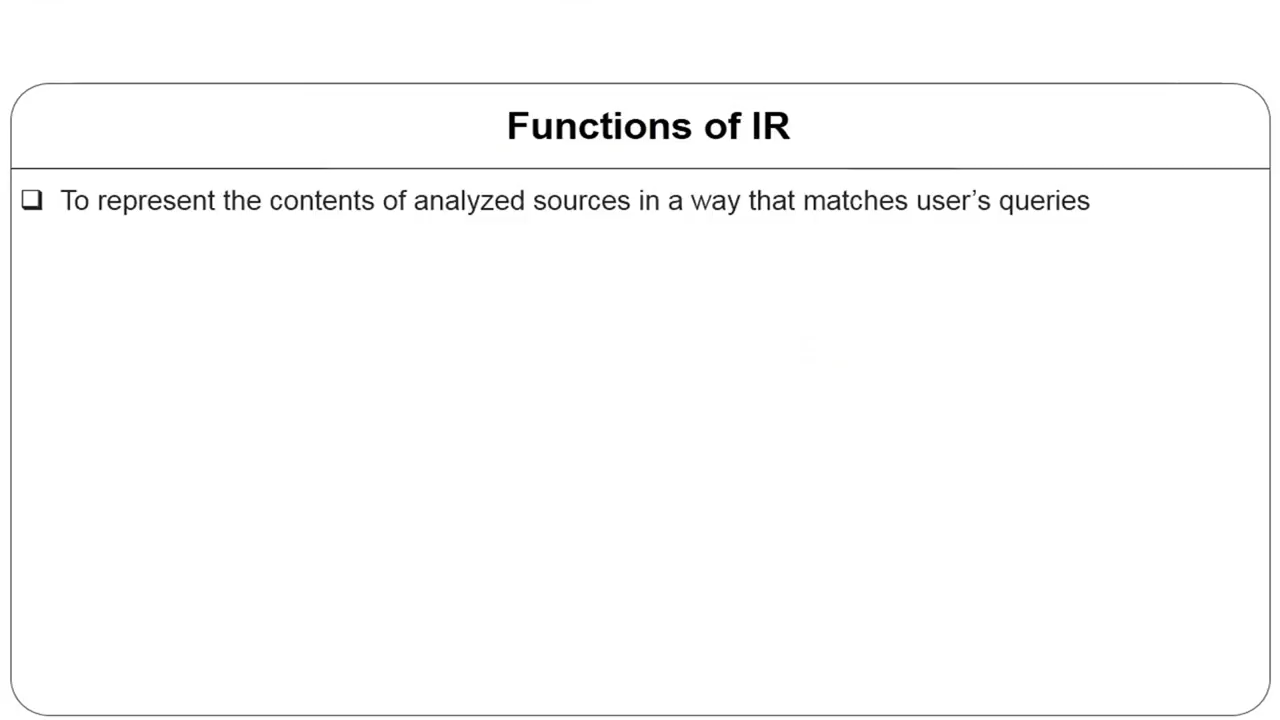 Functions of IR
❑ To represent the contents of analyzed sources in a way that matches user’s queries